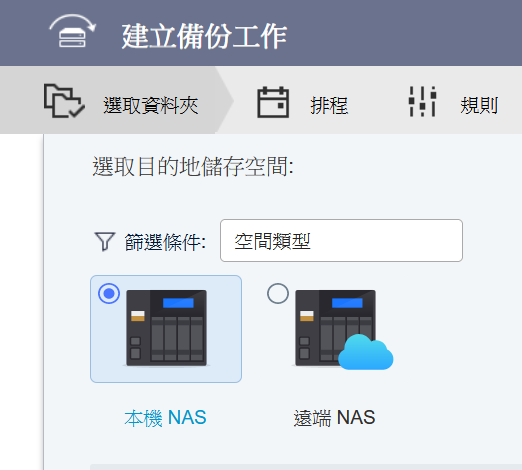 建立備份工作
選取資料夾 排程 規則
選取目的地儲存空間:
篩選條件: 空間類型
本機 NAS 遠端 NAS